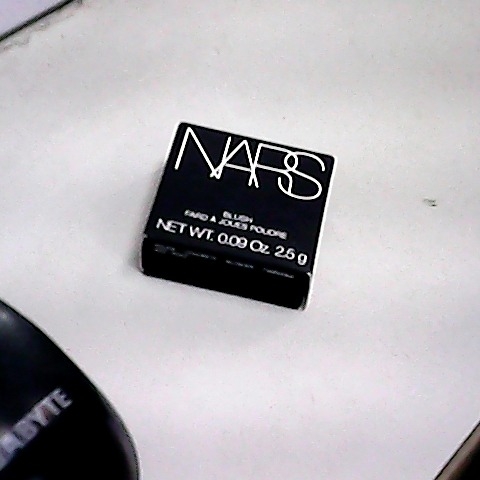 NARS
BLUSH
FARD À JOUES POUDRE
NET WT. 0.09 Oz. 2.5 g